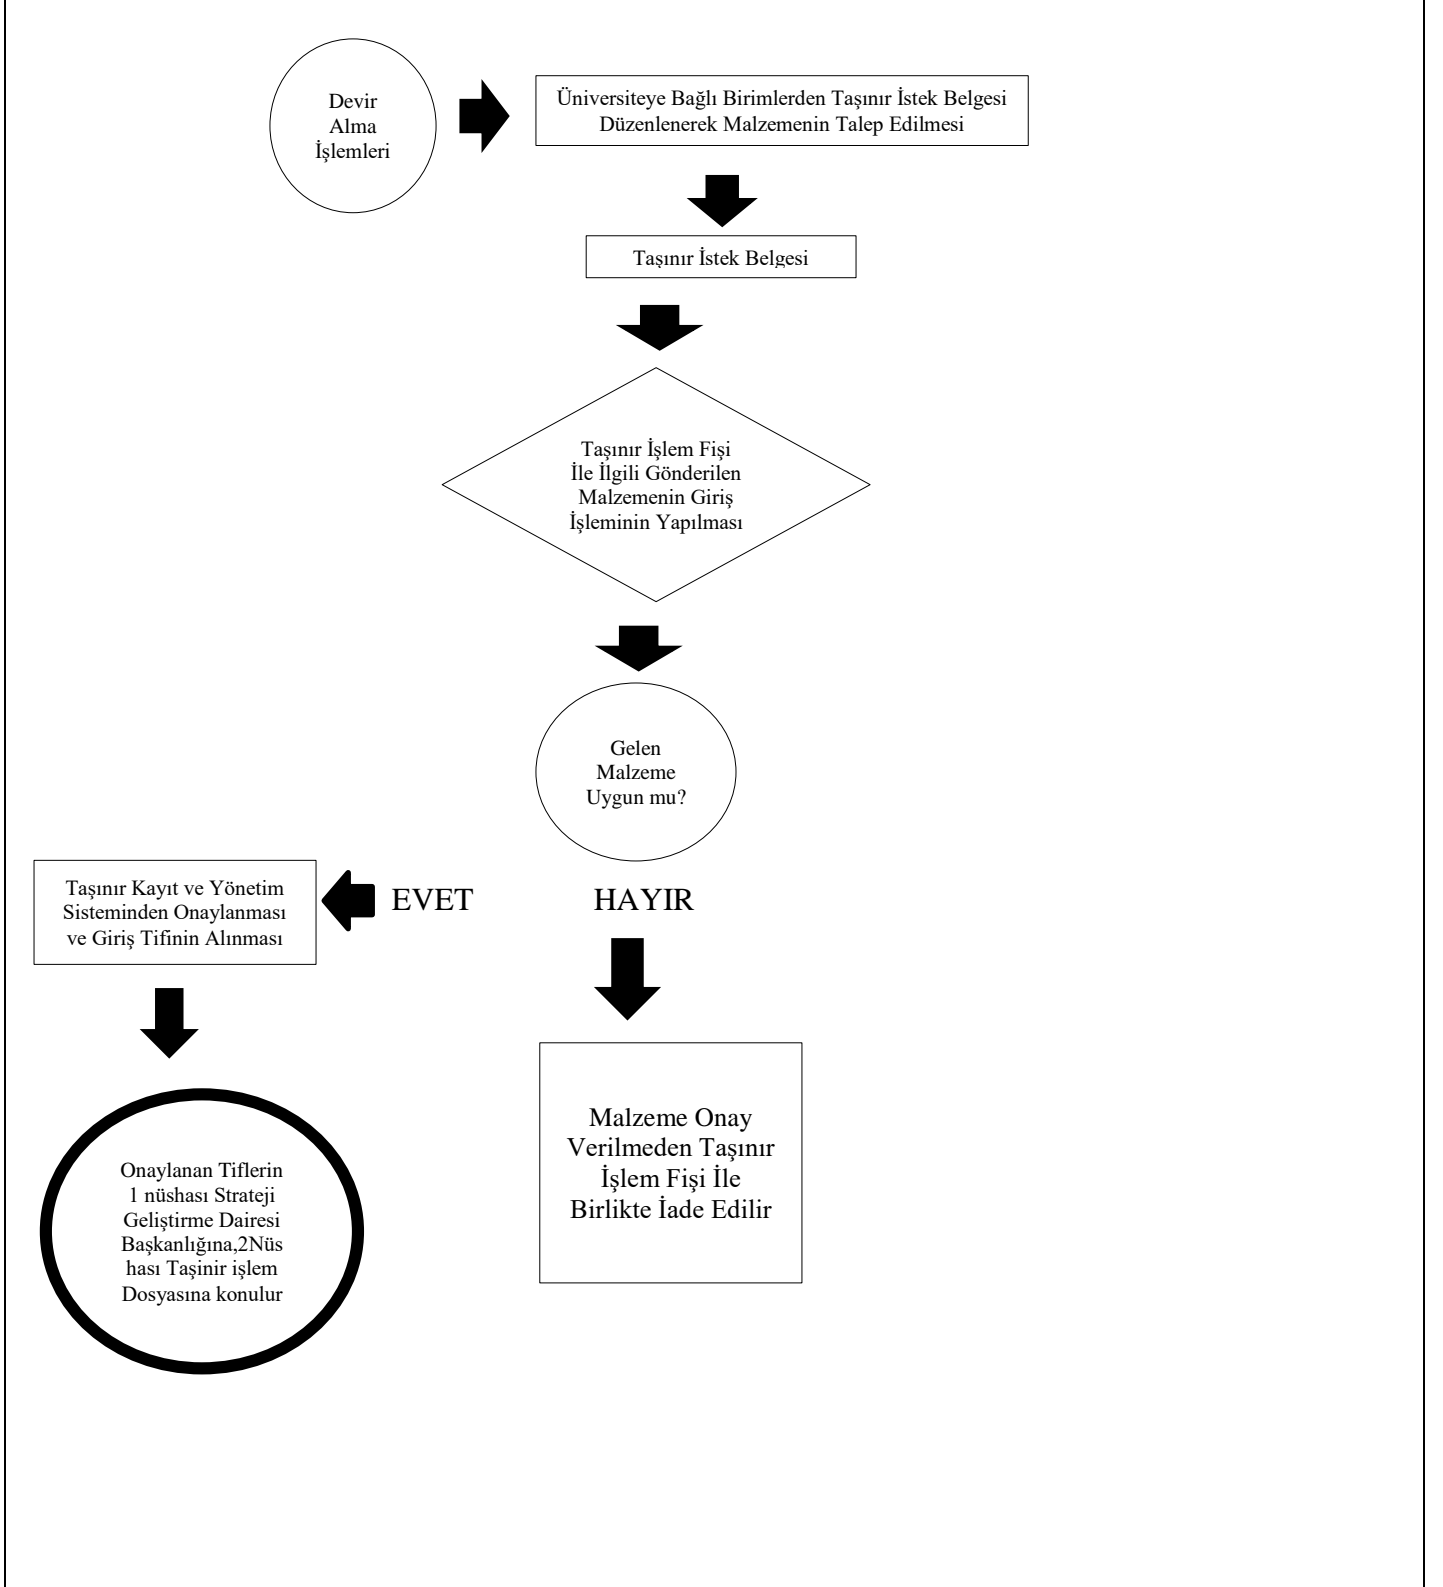 Devir
Alma
İşlemleri
Üniversiteye Bağlı Birimlerden Taşınır İstek Belgesi
Düzenlenerek Malzemenin Talep Edilmesi
Taşınır İstek Belgesi
Taşınır İşlem Fişi
İle İlgili Gönderilen
Malzemenin Giriş
İşleminin Yapılması
Gelen
Malzeme
Uygun mu?
EVET
HAYIR
Taşınır Kayıt ve Yönetim
Sisteminden Onaylanması
ve Giriş Tifinin Alınması
Onaylanan Tiflerin
1 nüshası Strateji
Geliştirme Dairesi
Başkanlığına,2Nüs
hası Taşinir işlem
Dosyasına konulur
Malzeme Onay
Verilmeden Taşınır
İşlem Fişi İle
Birlikte İade Edilir